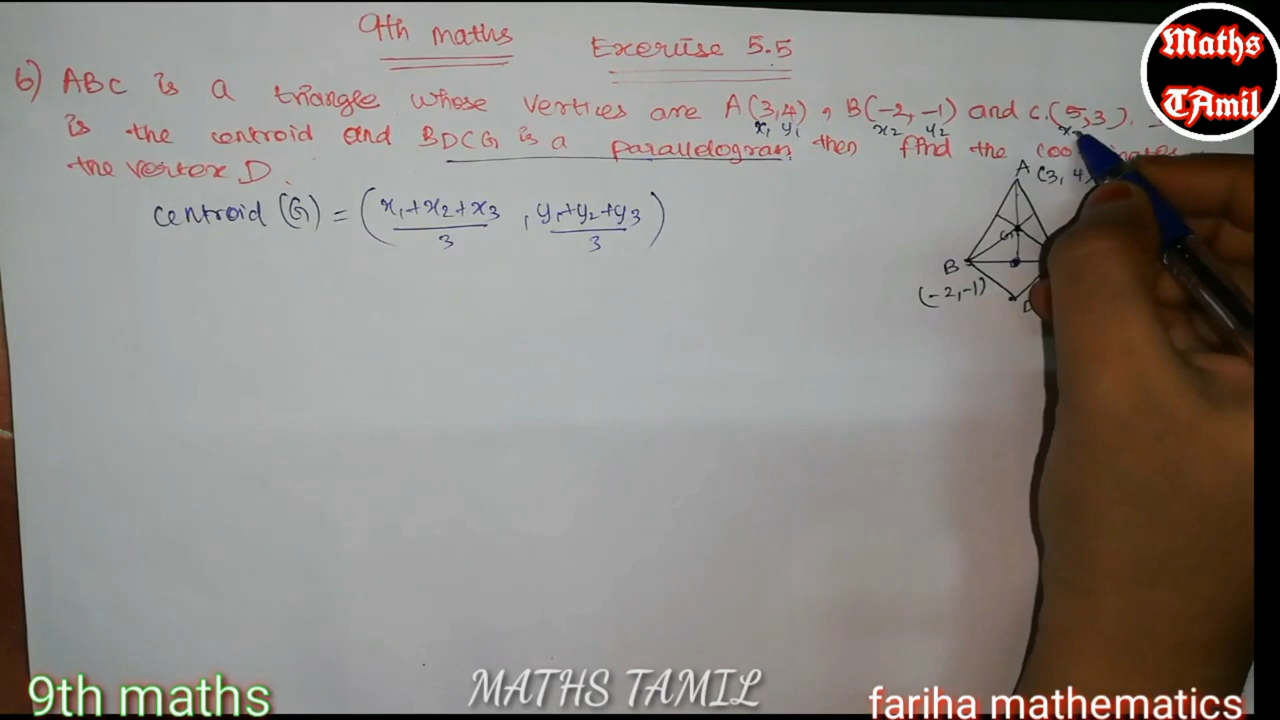 9th maths Exercise 5.5
6) ABC is a triangle whose vertices are A(3,4), B(-2,-1) and C.(5,3).
x₁ y₁ x₂ y₂
is the centroid and BDCG is a parallelogram then find the
the vertex D.
centroid (G) = (x₁+x₂+x₃/3, y₁+y₂+y₃/3)
A (3, 4)
G
B
(-2,-1)
D
Maths
TAmil
9th maths
MATHS TAMIL
fariha mathematics